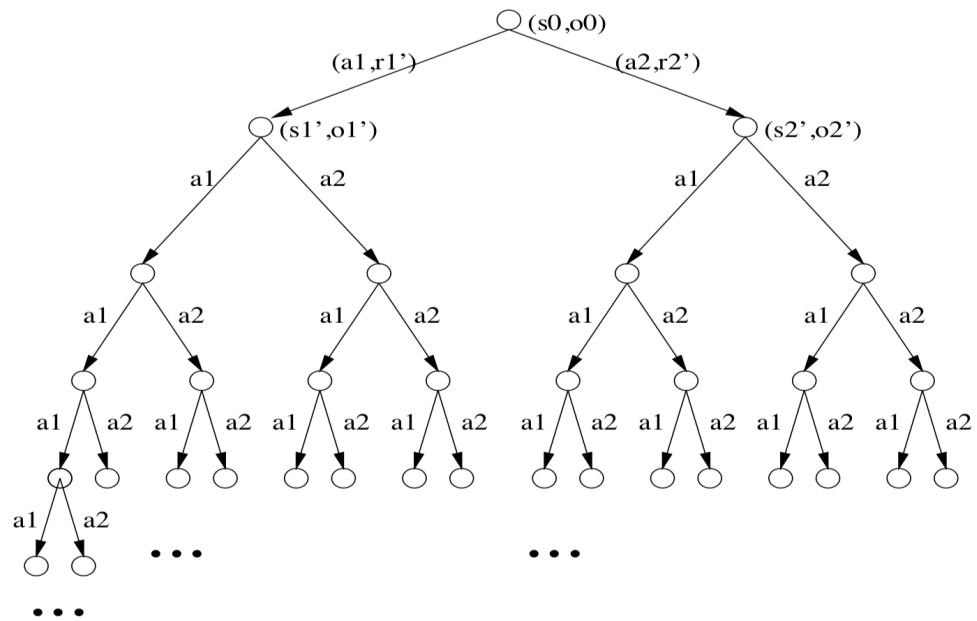 (s0,o0)
(a1,r1’) (a2,r2’)
(s1’,o1’) (s2’,o2’)
a1 a2 a1 a2
a1 a2 a1 a2 a1 a2 a1 a2
a1 a2 a1 a2 a1 a2 a1 a2 a1 a2 a1 a2 a1 a2 a1 a2
a1 a2
... ...
...